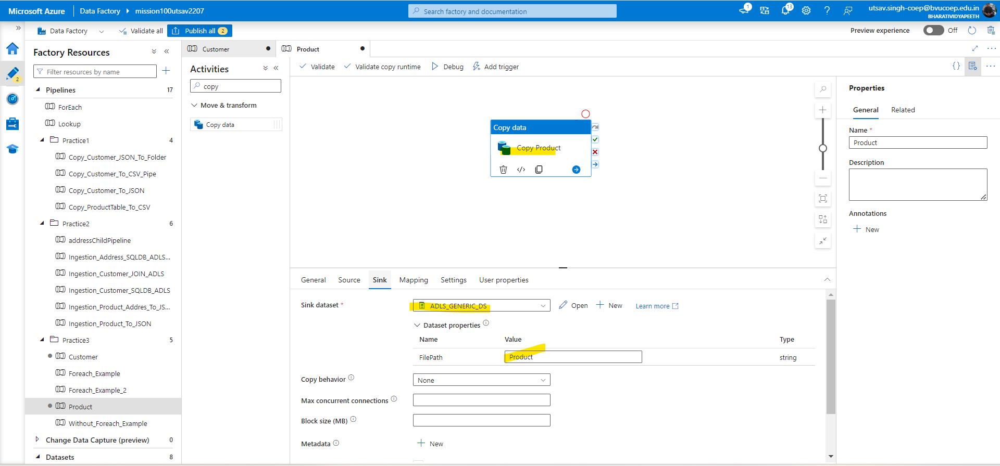 Microsoft Azure
Data Factory
mission100utsav2207
Search factory and documentation
1
13
utsav.singh-coep@bvucoep.edu.in
BHARATIVIDYAPEETH
Data Factory
Validate all
Publish all 2
Preview experience
Off
2
Factory Resources
Filter resources by name
Pipelines 17
ForEach
Lookup
Practice1 4
Copy_Customer_JSON_To_Folder
Copy_Customer_To_CSV_Pipe
Copy_Customer_To_JSON
Copy_ProductTable_To_CSV
Practice2 6
addressChildPipeline
Ingestion_Address_SQLDB_ADLS...
Ingestion_Customer_JOIN_ADLS
Ingestion_Customer_SQLDB_ADLS
Ingestion_Product_Addres_To_JS...
Ingestion_Product_To_JSON
Practice3 5
Customer
Foreach_Example
Foreach_Example_2
Product
Without_Foreach_Example
Change Data Capture (preview) 0
Datasets 8
Customer
Product
Activities
copy
Move & transform
Copy data
Validate
Validate copy runtime
Debug
Add trigger
Copy data
Copy Product
General
Source
Sink
Mapping
Settings
User properties
Sink dataset *
ADLS_GENERIC_DS
Open
New
Learn more
Dataset properties
Name Value Type
FilePath Product string
Copy behavior
None
Max concurrent connections
Block size (MB)
Metadata
New
Properties
General
Related
Name *
Product
Description
Annotations
New